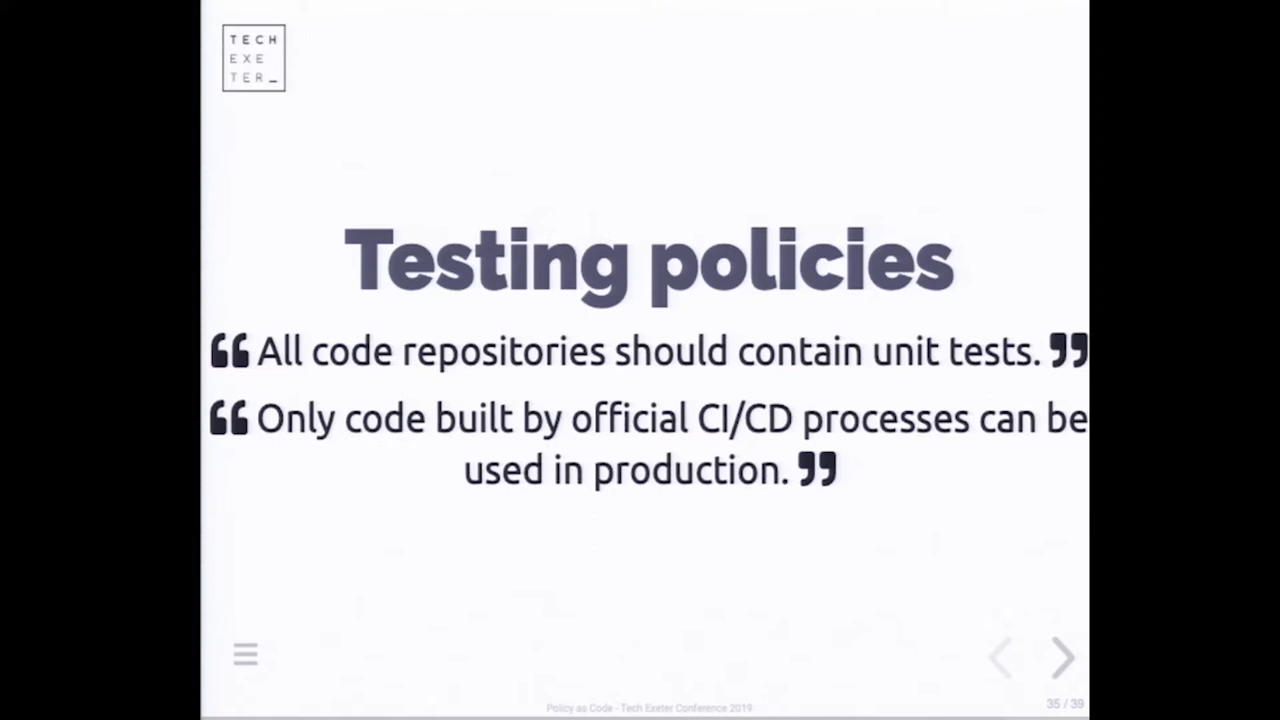 TECH
EXE
TER_
Testing policies
❝ All code repositories should contain unit tests. ❞
❝ Only code built by official CI/CD processes can be
used in production. ❞
Policy as Code - Tech Exeter Conference 2019
35 / 39